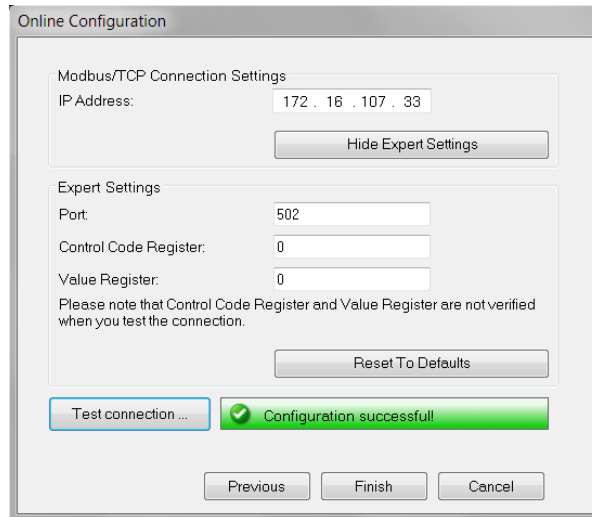 Online Configuration
Modbus/TCP Connection Settings
IP Address: 172 . 16 . 107 . 33
Hide Expert Settings
Expert Settings
Port: 502
Control Code Register: 0
Value Register: 0
Please note that Control Code Register and Value Register are not verified
when you test the connection.
Reset To Defaults
Test connection ... Configuration successful!
Previous Finish Cancel